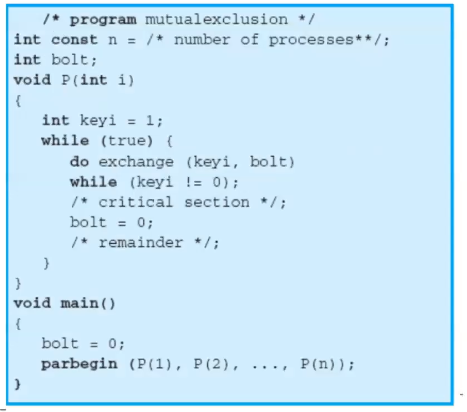 /* program mutualexclusion */
int const n = /* number of processes**/;
int bolt;
void P(int i)
{
int keyi = 1;
while (true) {
do exchange (keyi, bolt)
while (keyi != 0);
/* critical section */;
bolt = 0;
/* remainder */;
}
}
void main()
{
bolt = 0;
parbegin (P(1), P(2), ..., P(n));
}